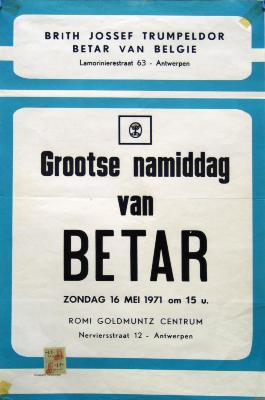 BRITH JOSSEF TRUMPELDOR
BETAR VAN BELGIE
Lamorinierestraat 63 - Antwerpen
Grootse namiddag
van
BETAR
ZONDAG 16 MEI 1971 om 15 u.
ROMI GOLDMUNTZ CENTRUM
Nerviersstraat 12 - Antwerpen